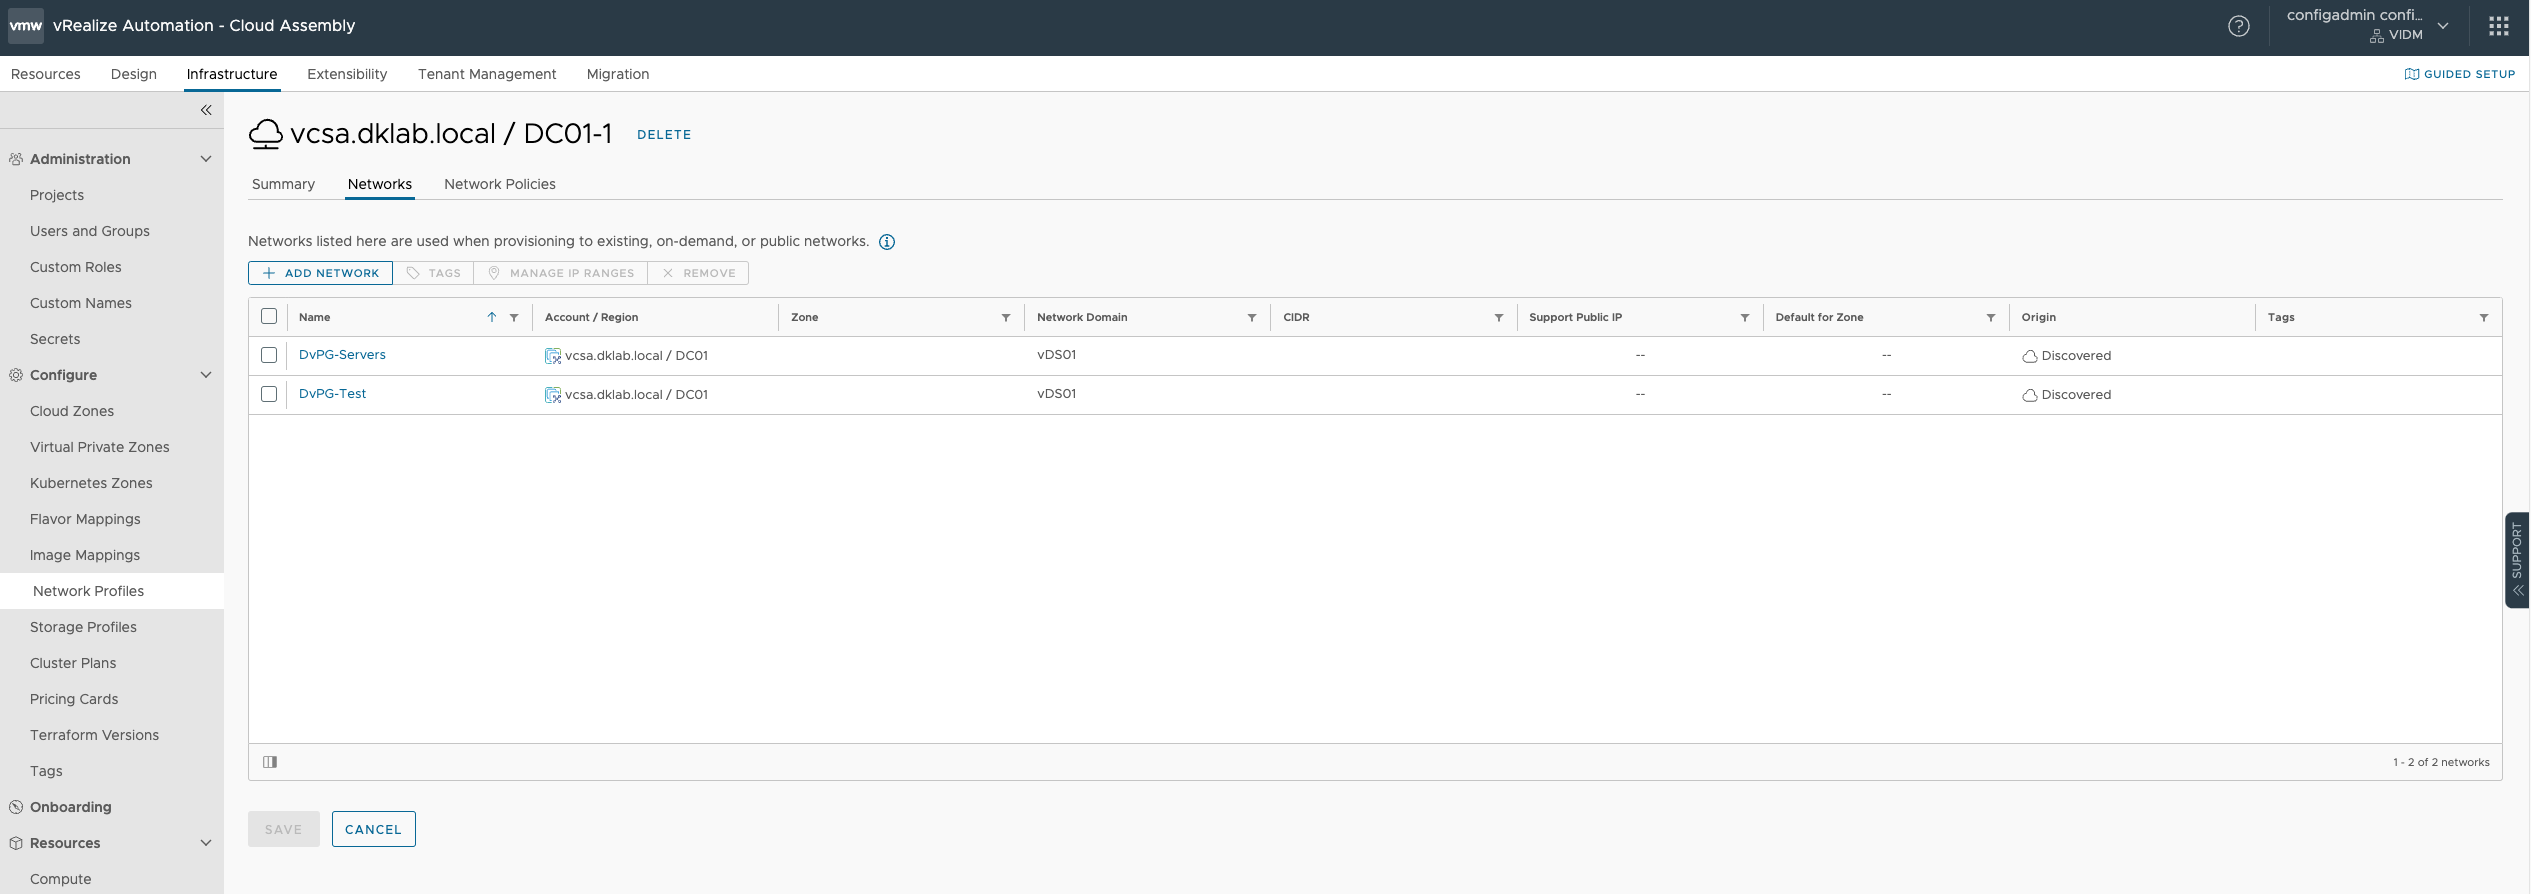 vmw vRealize Automation - Cloud Assembly
configadmin confi...
VIDM
Resources Design Infrastructure Extensibility Tenant Management Migration
GUIDED SETUP
Administration
Projects
Users and Groups
Custom Roles
Custom Names
Secrets
Configure
Cloud Zones
Virtual Private Zones
Kubernetes Zones
Flavor Mappings
Image Mappings
Network Profiles
Storage Profiles
Cluster Plans
Pricing Cards
Terraform Versions
Tags
Onboarding
Resources
Compute
vcsa.dklab.local / DC01-1 DELETE
Summary Networks Network Policies
Networks listed here are used when provisioning to existing, on-demand, or public networks.
ADD NETWORK TAGS MANAGE IP RANGES REMOVE
Name Account / Region Zone Network Domain CIDR Support Public IP Default for Zone Origin Tags
DvPG-Servers vcsa.dklab.local / DC01 vDS01 -- -- Discovered
DvPG-Test vcsa.dklab.local / DC01 vDS01 -- -- Discovered
1 - 2 of 2 networks
SAVE CANCEL
SUPPORT